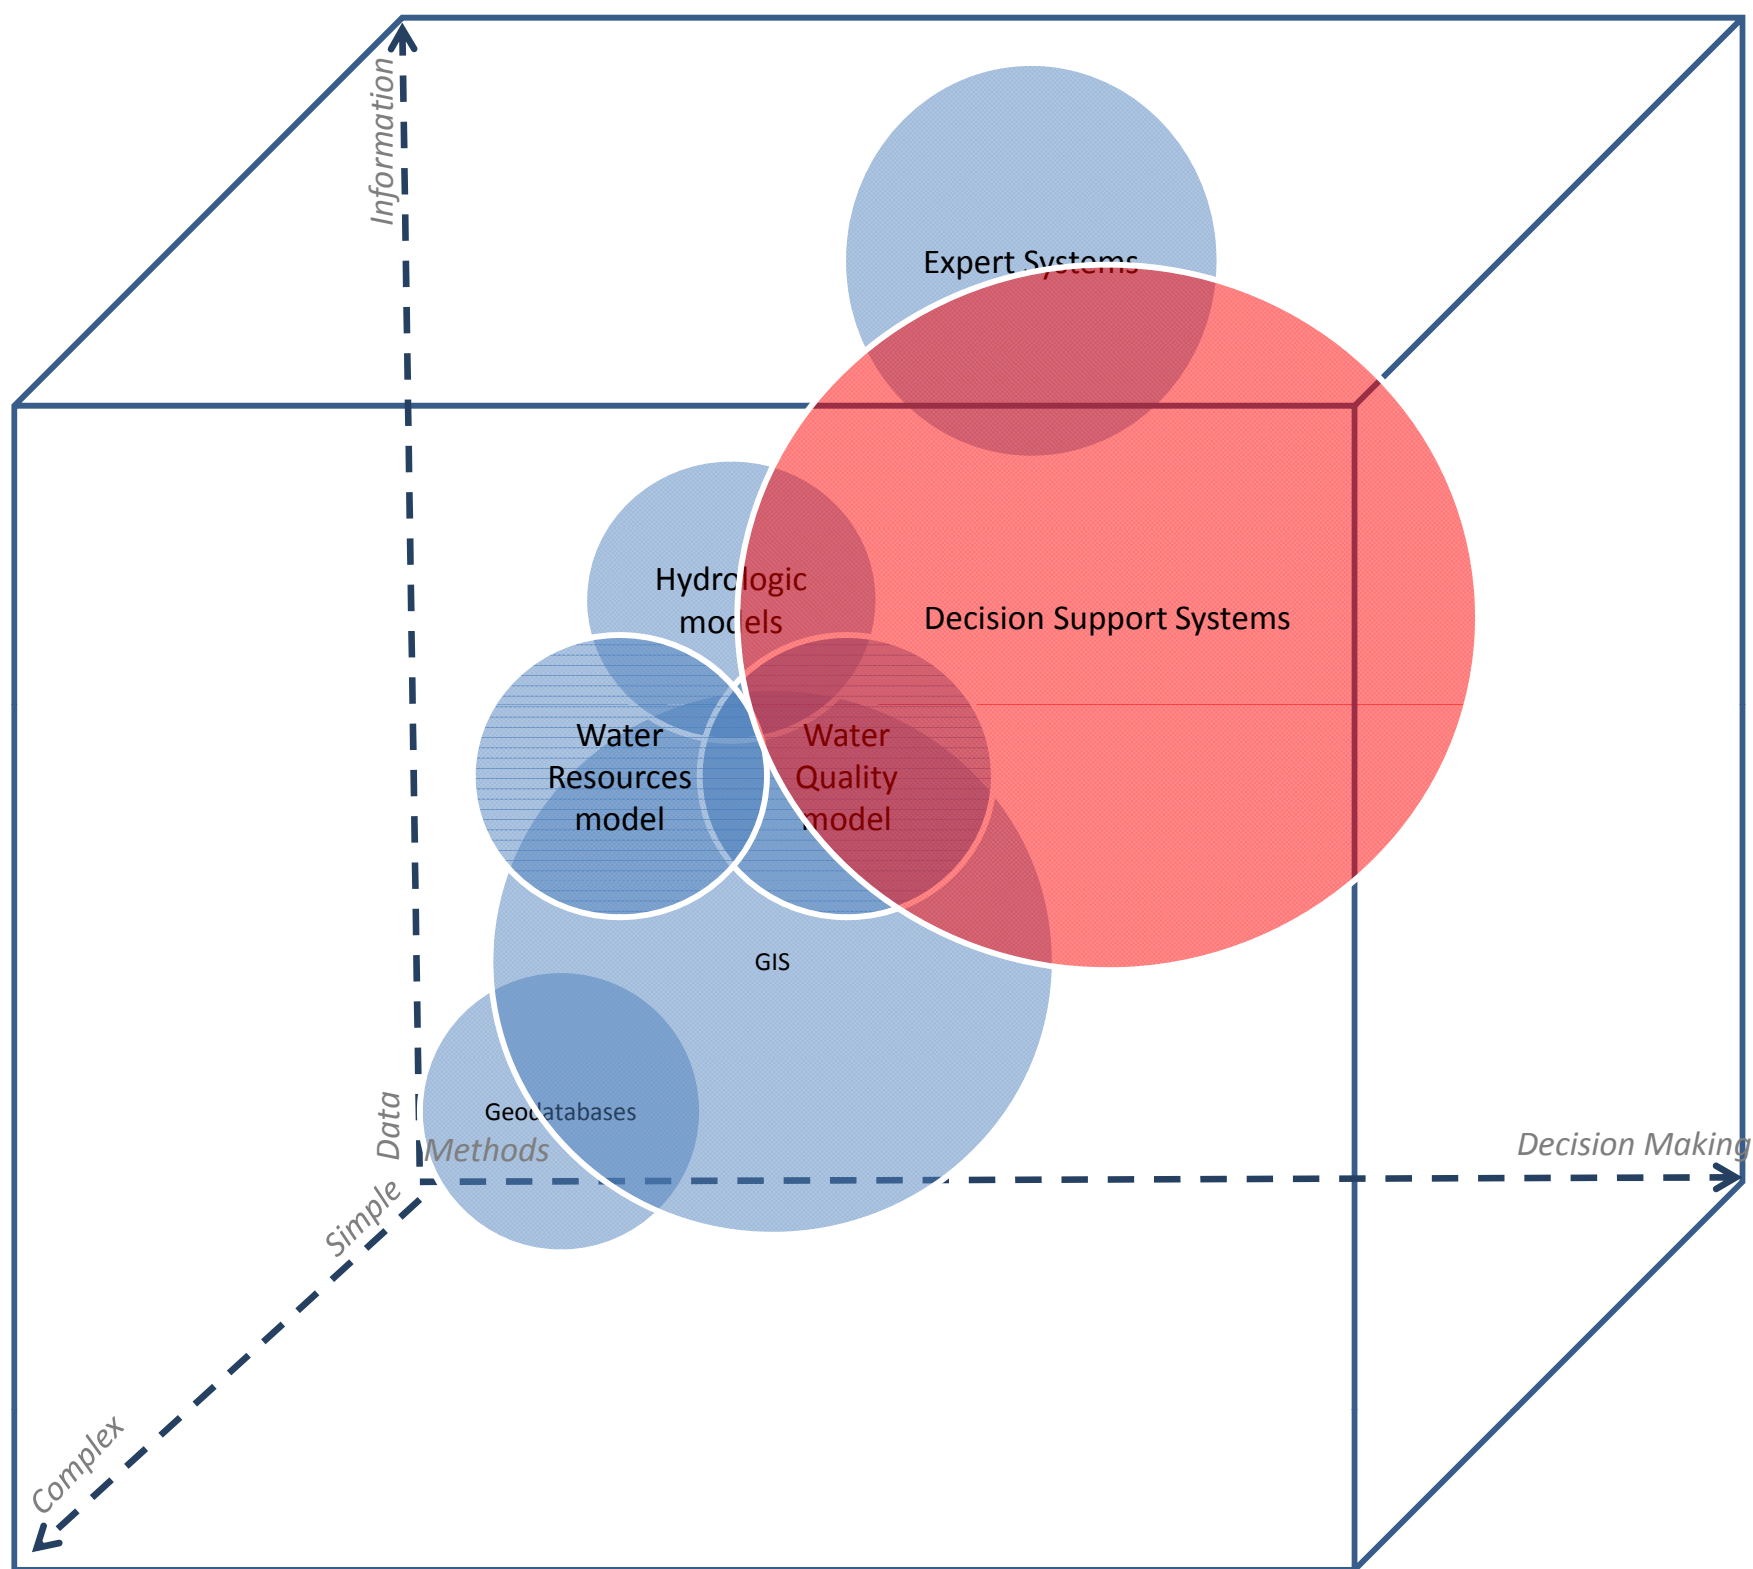 Information
Expert Systems
Hydrologic
models
Decision Support Systems
Water
Resources
model
Water
Quality
model
GIS
Geodatabases
Data
Methods
Decision Making
Simple
Complex